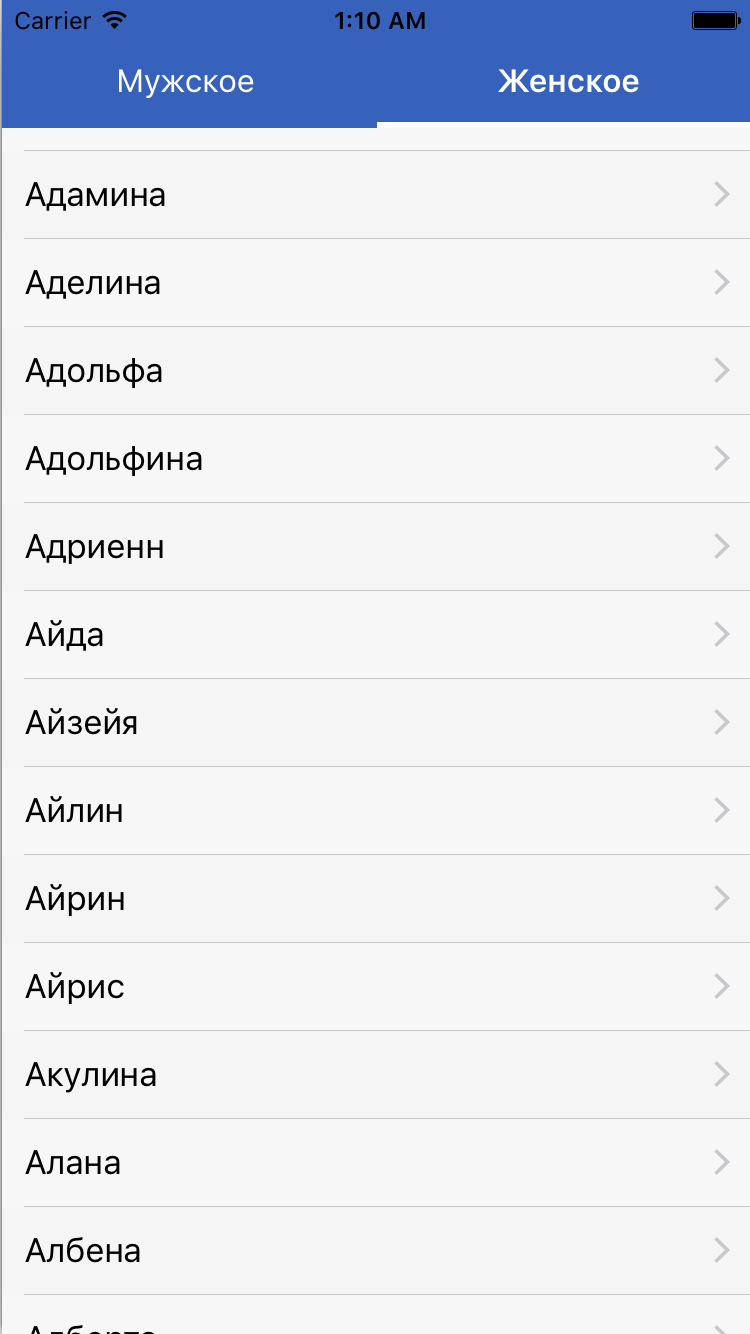 Carrier 1:10 AM
Мужское Женское
Адамина
Аделина
Адольфа
Адольфина
Адриенн
Айда
Айзейя
Айлин
Айрин
Айрис
Акулина
Алана
Албена